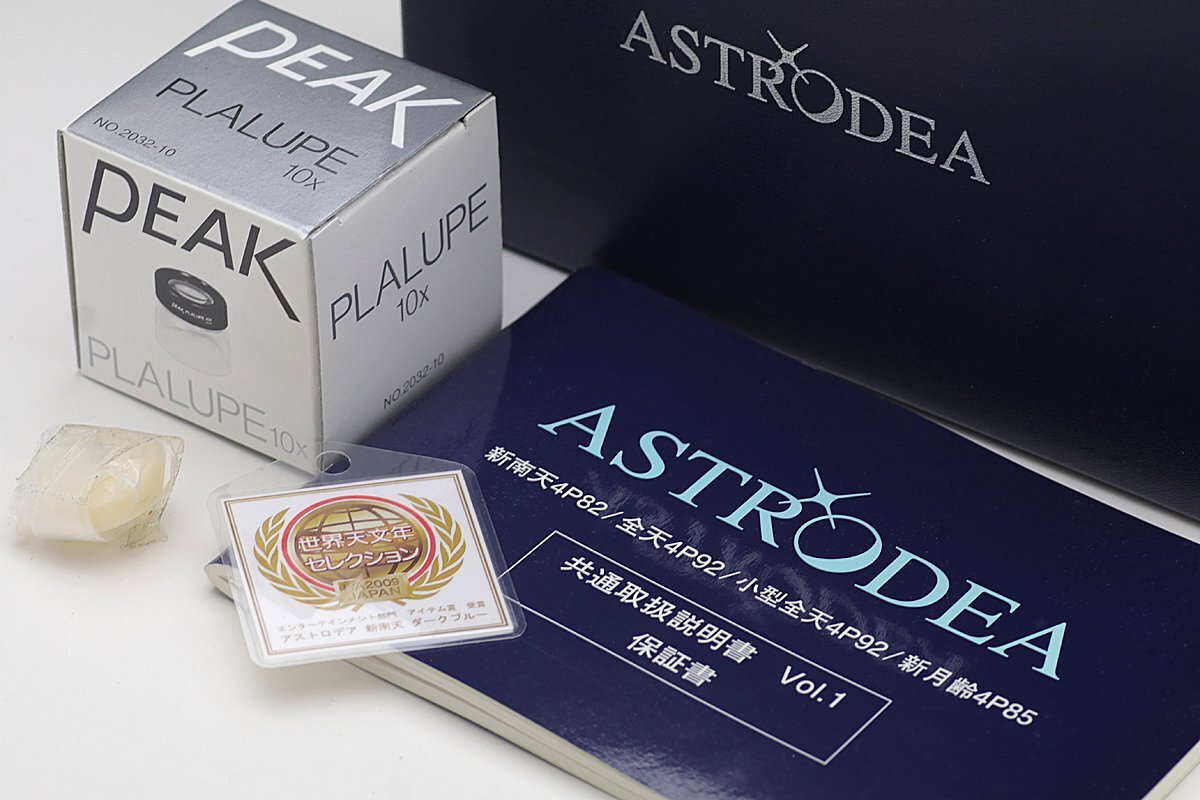 PEAK
PLALUPE
10x
NO.2032-10
PEAK
PLALUPE 10x
PLALUPE
10x
NO.2032-10
ASTRODEA
ASTRODEA
新南天4P82/全天4P92/小型全天4P92/新月齢4P85
共通取扱説明書 Vol.1
保証書
世界天文年
セレクション
IYA2009
JAPAN
エンターテインメント部門 アイテム賞 受賞
アストロデア 新南天 ダークブルー